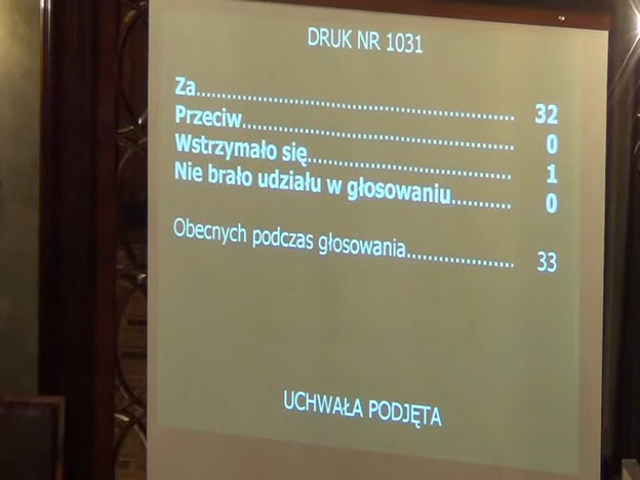 DRUK NR 1031
Za.................................................. 32
Przeciw........................................... 0
Wstrzymało się................................ 1
Nie brało udziału w głosowaniu.......... 0
Obecnych podczas głosowania................... 33
UCHWAŁA PODJĘTA